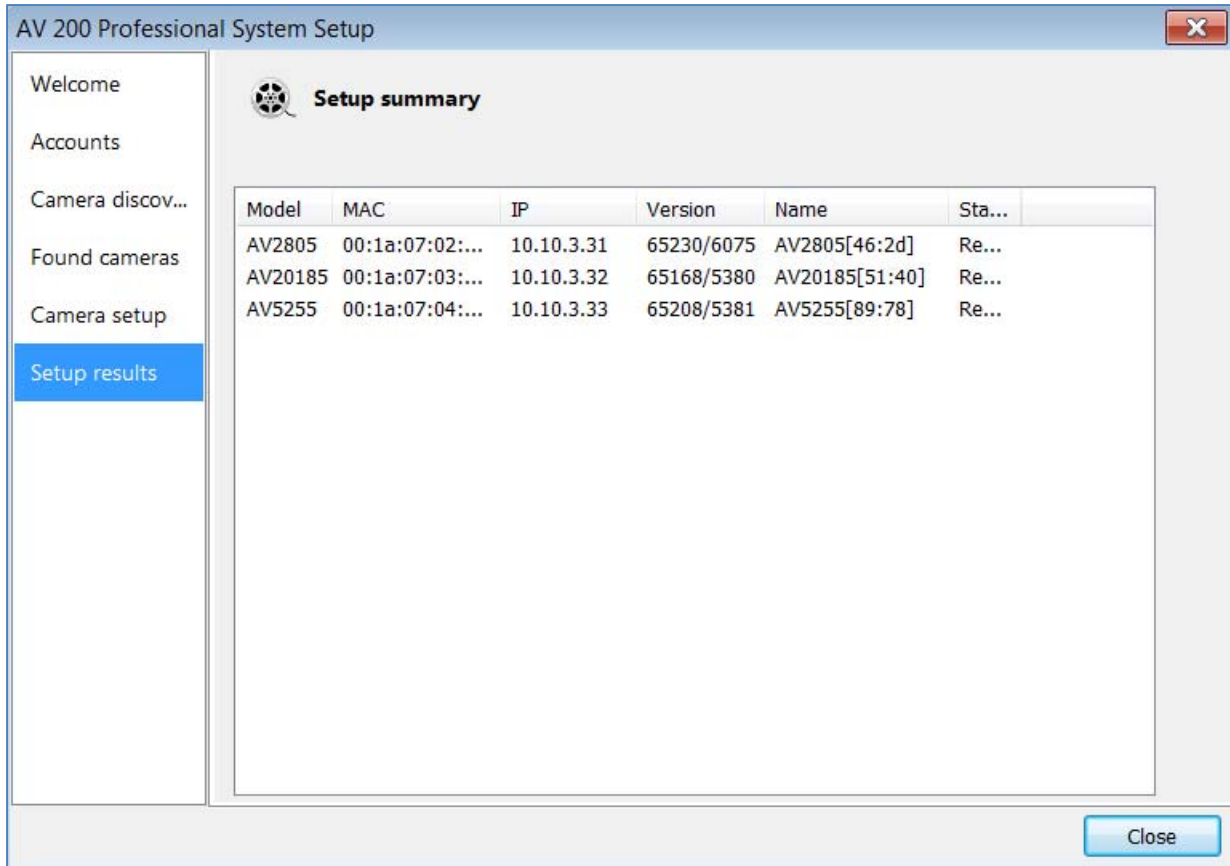 AV 200 Professional System Setup
Welcome
Accounts
Camera discov...
Found cameras
Camera setup
Setup results
Setup summary
Model MAC IP Version Name Sta...
AV2805 00:1a:07:02:... 10.10.3.31 65230/6075 AV2805[46:2d] Re...
AV20185 00:1a:07:03:... 10.10.3.32 65168/5380 AV20185[51:40] Re...
AV5255 00:1a:07:04:... 10.10.3.33 65208/5381 AV5255[89:78] Re...
Close